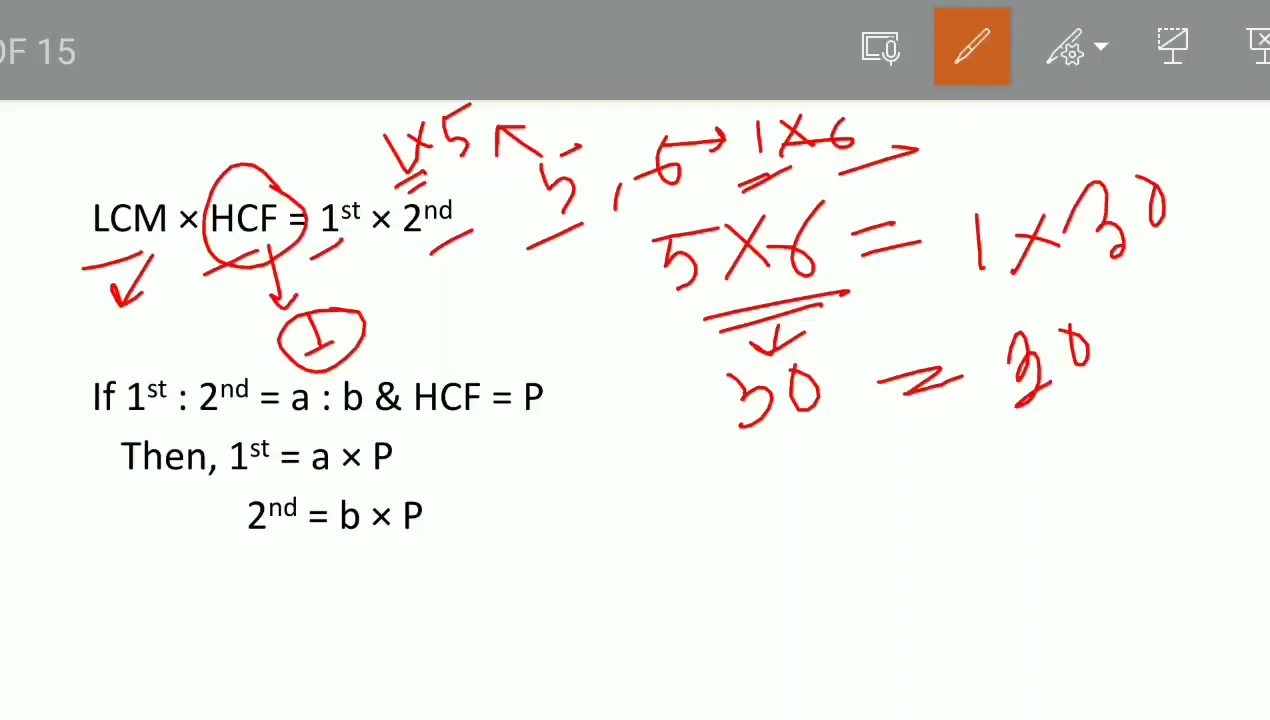 OF 15
1×5 5, 6 → 1×6
LCM × HCF = 1st × 2nd
5×6 = 1×30
1
30 = 30
If 1st : 2nd = a : b & HCF = P
Then, 1st = a × P
2nd = b × P